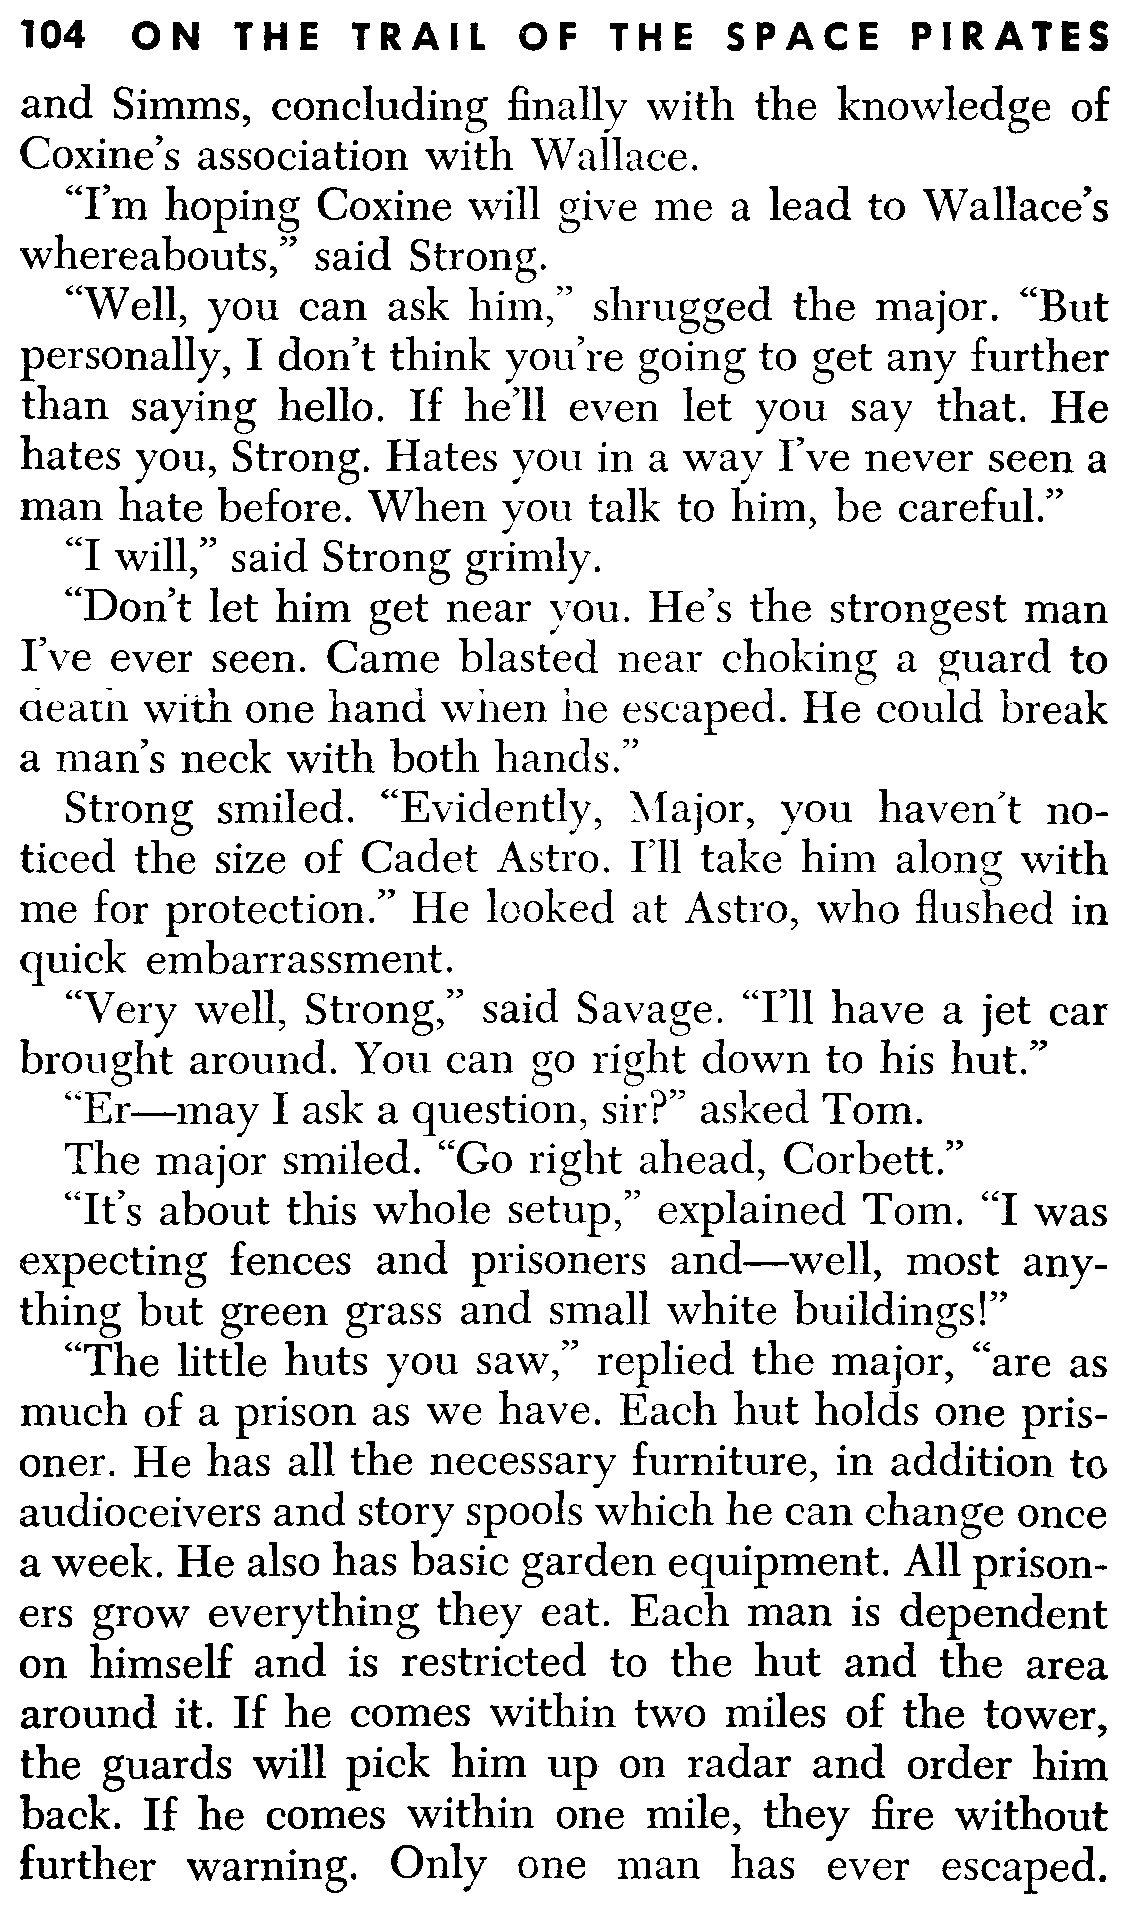 104 ON THE TRAIL OF THE SPACE PIRATES
and Simms, concluding finally with the knowledge of
Coxine's association with Wallace.
“I'm hoping Coxine will give me a lead to Wallace's
whereabouts,” said Strong.
“Well, you can ask him,” shrugged the major. “But
personally, I don't think you're going to get any further
than saying hello. If he'll even let you say that. He
hates you, Strong. Hates you in a way I've never seen a
man hate before. When you talk to him, be careful.”
“I will,” said Strong grimly.
“Don't let him get near you. He's the strongest man
I've ever seen. Came blasted near choking a guard to
death with one hand when he escaped. He could break
a man's neck with both hands.”
Strong smiled. “Evidently, Major, you haven't no-
ticed the size of Cadet Astro. I'll take him along with
me for protection.” He looked at Astro, who flushed in
quick embarrassment.
“Very well, Strong,” said Savage. “I'll have a jet car
brought around. You can go right down to his hut.”
“Er—may I ask a question, sir?” asked Tom.
The major smiled. “Go right ahead, Corbett.”
“It's about this whole setup,” explained Tom. “I was
expecting fences and prisoners and—well, most any-
thing but green grass and small white buildings!”
“The little huts you saw,” replied the major, “are as
much of a prison as we have. Each hut holds one pris-
oner. He has all the necessary furniture, in addition to
audioceivers and story spools which he can change once
a week. He also has basic garden equipment. All prison-
ers grow everything they eat. Each man is dependent
on himself and is restricted to the hut and the area
around it. If he comes within two miles of the tower,
the guards will pick him up on radar and order him
back. If he comes within one mile, they fire without
further warning. Only one man has ever escaped.